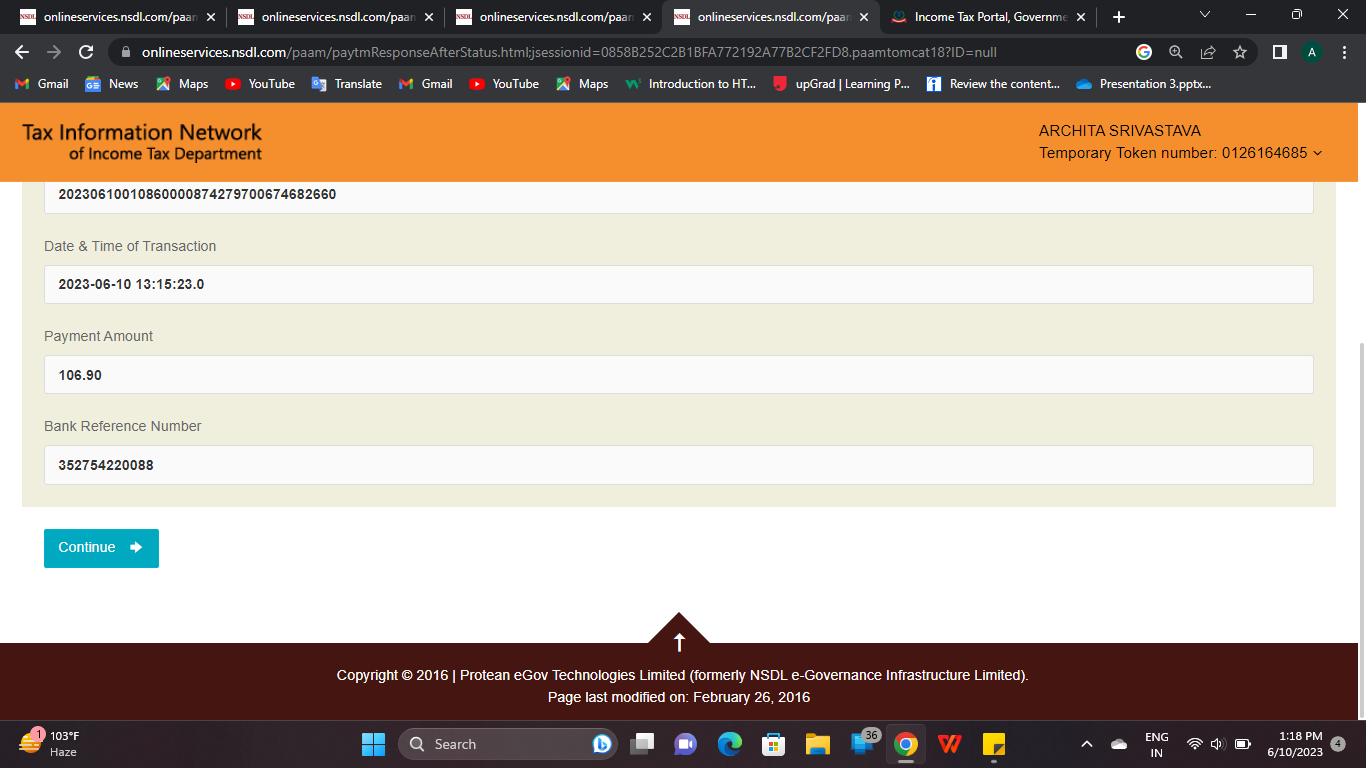 onlineservices.nsdl.com/paan
onlineservices.nsdl.com/paan
onlineservices.nsdl.com/paan
onlineservices.nsdl.com/paan
Income Tax Portal, Governme
onlineservices.nsdl.com/paam/paytmResponseAfterStatus.html;jsessionid=0858B252C2B1BFA772192A77B2CF2FD8.paamtomcat18?ID=null
A
Gmail
News
Maps
YouTube
Translate
Gmail
YouTube
Maps
Introduction to HT...
upGrad | Learning P...
Review the content...
Presentation 3.pptx...
Tax Information Network
of Income Tax Department
ARCHITA SRIVASTAVA
Temporary Token number: 0126164685
20230610010860000874279700674682660
Date & Time of Transaction
2023-06-10 13:15:23.0
Payment Amount
106.90
Bank Reference Number
352754220088
Continue
Copyright © 2016 | Protean eGov Technologies Limited (formerly NSDL e-Governance Infrastructure Limited).
Page last modified on: February 26, 2016
1
103°F
Haze
Search
36
ENG
IN
1:18 PM
6/10/2023
4